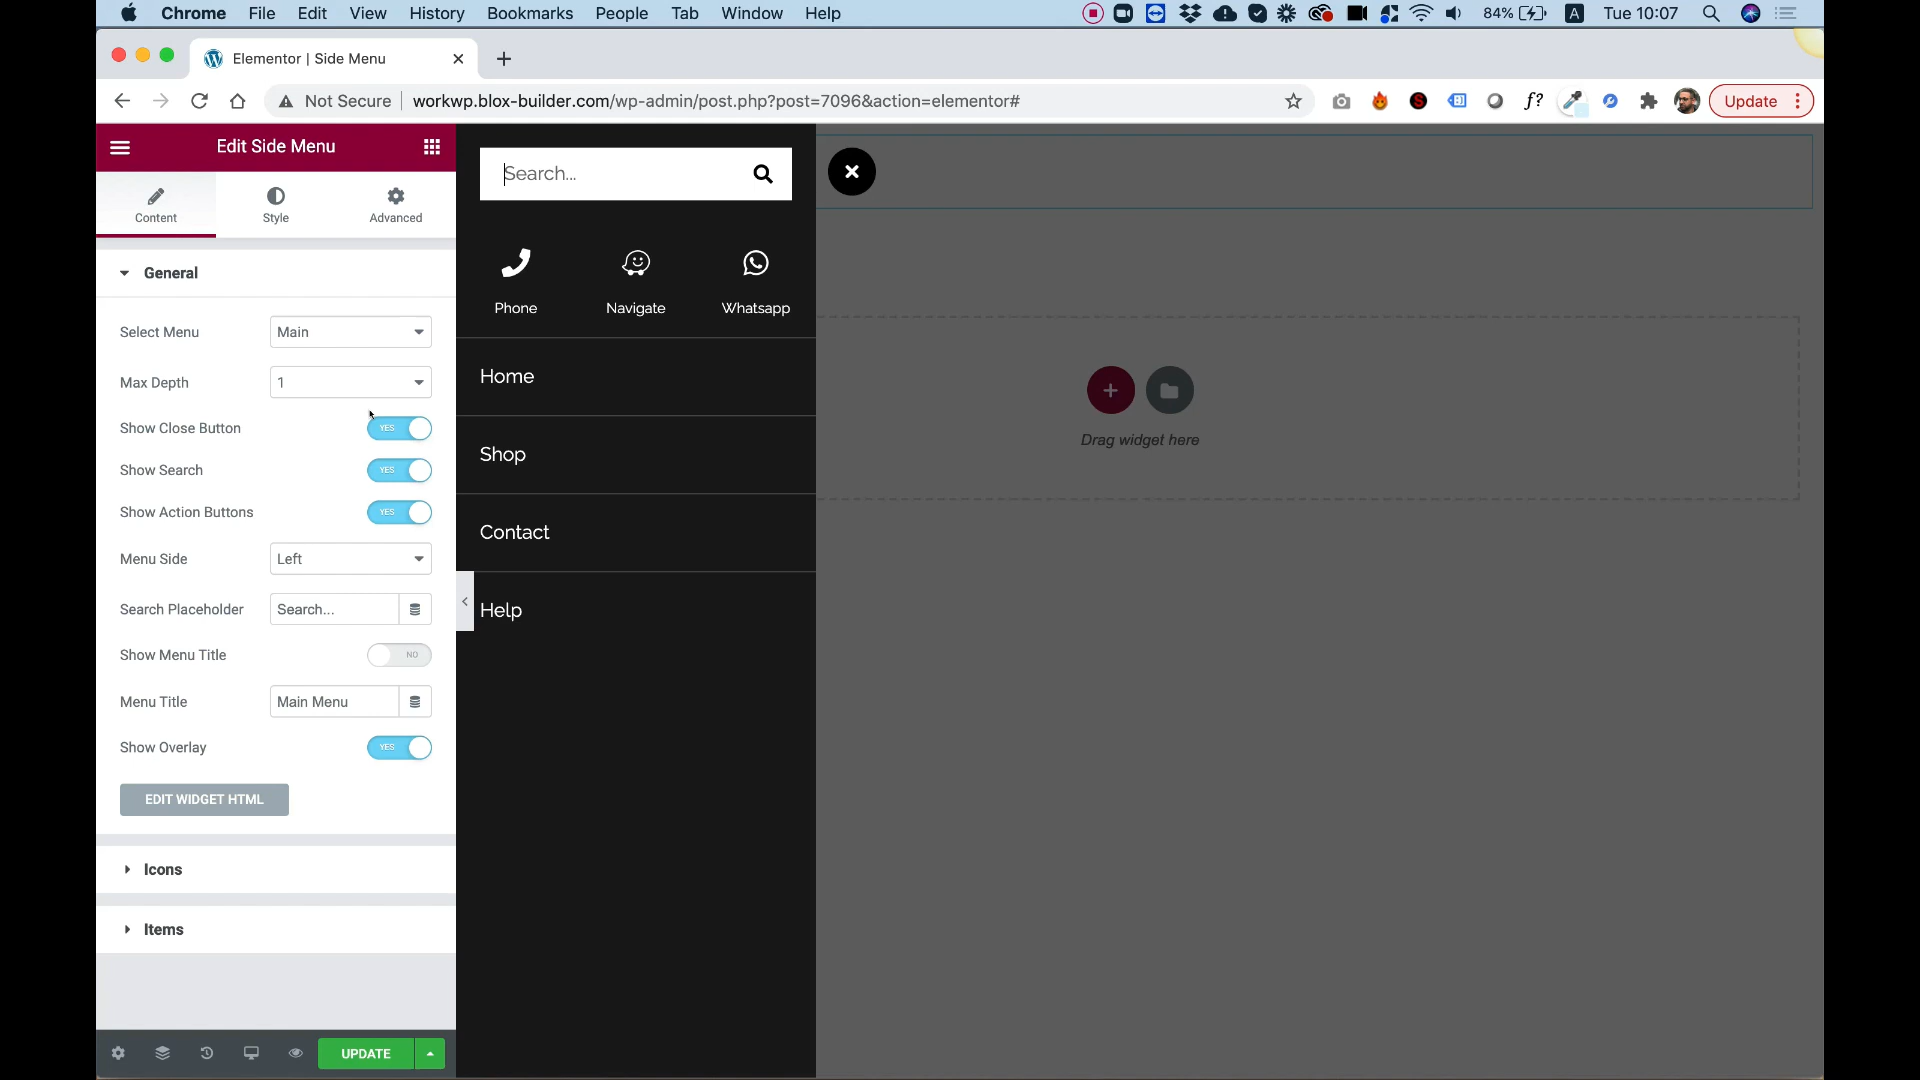 Chrome File Edit View History Bookmarks People Tab Window Help 84% A Tue 10:07
Elementor | Side Menu
Not Secure workwp.blox-builder.com/wp-admin/post.php?post=7096&action=elementor# f? Update
Edit Side Menu
Content Style Advanced
General
Select Menu Main
Max Depth 1
Show Close Button YES
Show Search YES
Show Action Buttons YES
Menu Side Left
Search Placeholder Search...
Show Menu Title NO
Menu Title Main Menu
Show Overlay YES
EDIT WIDGET HTML
Icons
Items
UPDATE
Search...
Phone Navigate Whatsapp
Home
Shop
Contact
Help
Drag widget here